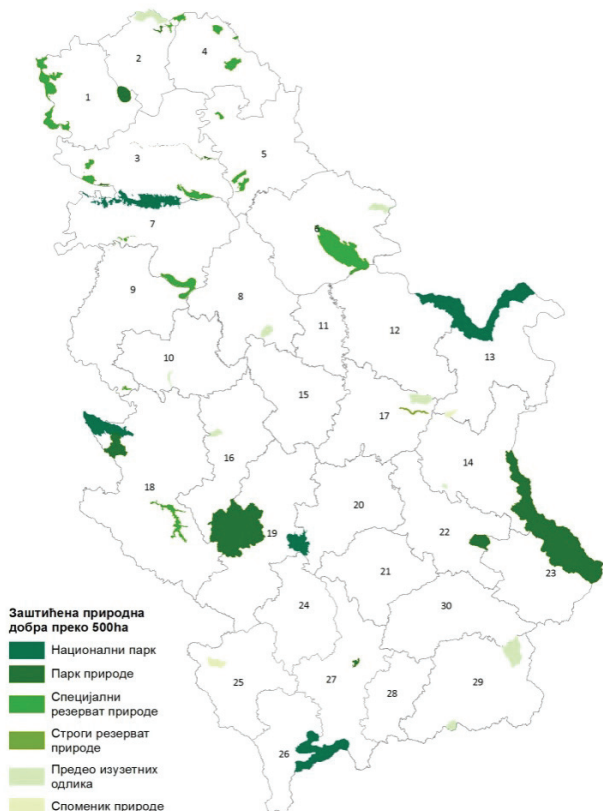 4
2
1
3
5
6
7
9
8
11
12
13
10
15
17
14
16
18
20
19
22
23
21
24
30
25
27
28
29
26
Заштићена природна
добра преко 500ha
Национални парк
Парк природе
Специјални
резерват природе
Строги резерват
природе
Предео изузетних
одлика
Споменик природе